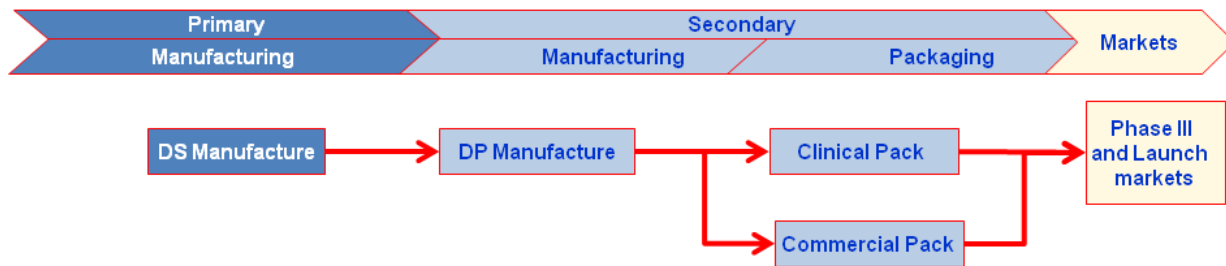 Primary
Manufacturing
Secondary
Manufacturing
Packaging
Markets
DS Manufacture
DP Manufacture
Clinical Pack
Commercial Pack
Phase III
and Launch
markets